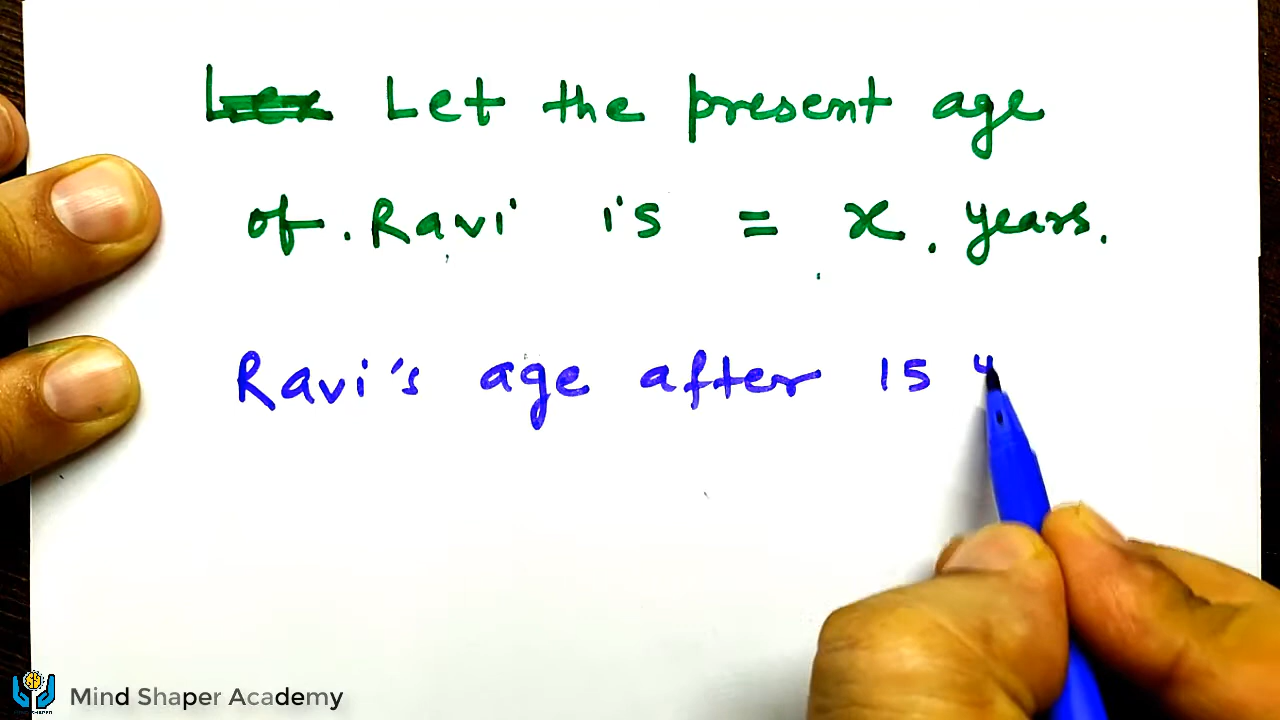 Let the present age
of. Ravi is = x. years.
Ravi's age after 15 y
Mind Shaper Academy